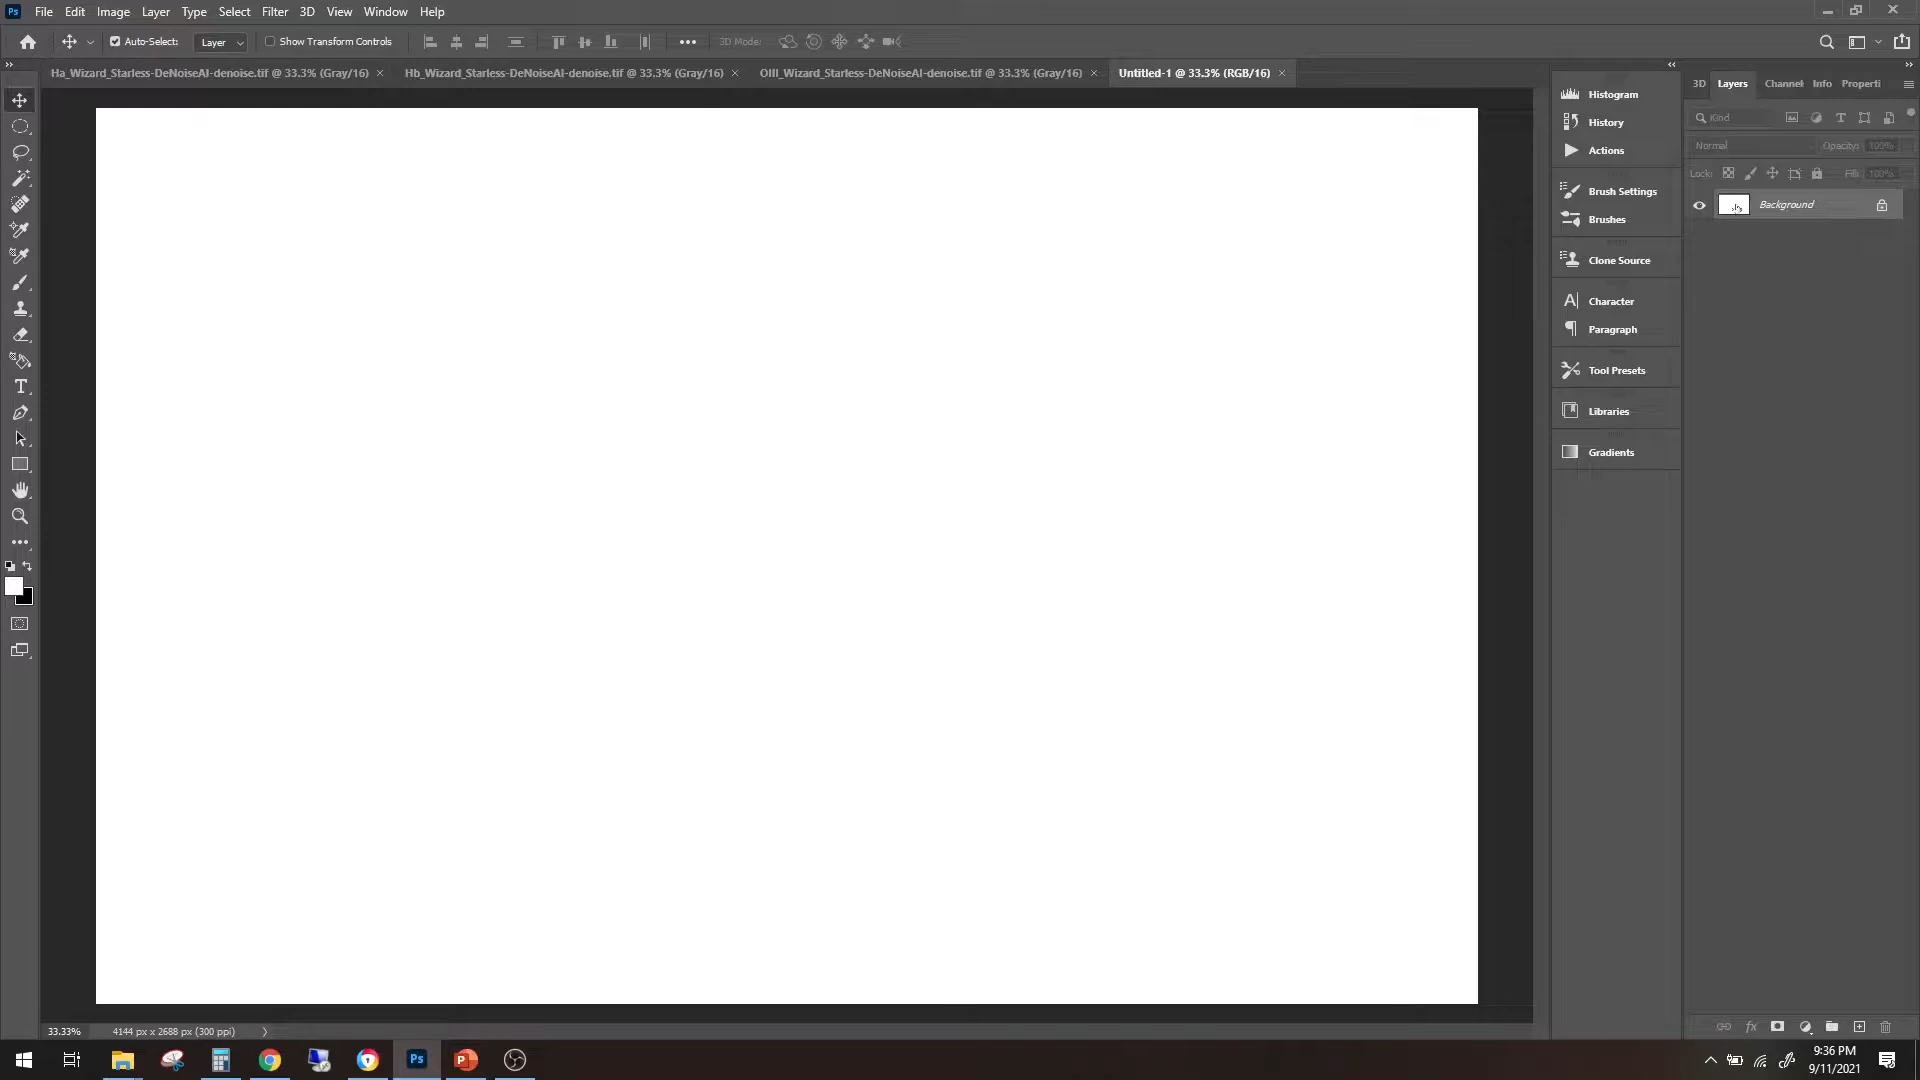 Ps File Edit Image Layer Type Select Filter 3D View Window Help
Auto-Select: Layer Show Transform Controls 3D Mode:
Ha_Wizard_Starless-DeNoiseAI-denoise.tif @ 33.3% (Gray/16) Hb_Wizard_Starless-DeNoiseAI-denoise.tif @ 33.3% (Gray/16) OIII_Wizard_Starless-DeNoiseAI-denoise.tif @ 33.3% (Gray/16) Untitled-1 @ 33.3% (RGB/16)
Histogram
History
Actions
Brush Settings
Brushes
Clone Source
Character
Paragraph
Tool Presets
Libraries
Gradients
3D Layers Channel Info Properti
Kind
Normal Opacity: 100%
Lock: Fill: 100%
Background
33.33% 4144 px x 2688 px (300 ppi)
Ps
P
9:36 PM
9/11/2021